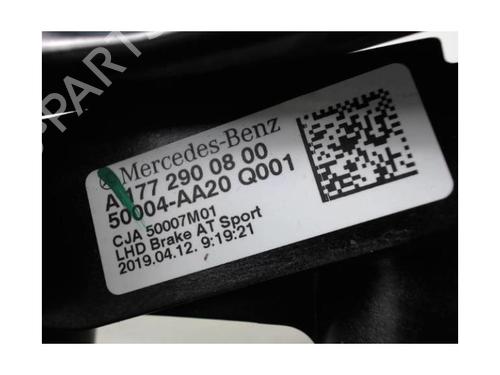 Mercedes-Benz
A 177 290 08 00
50004-AA20 Q001
CJA 50007M01
LHD Brake AT Sport
2019.04.12. 9:19:21
PARTS